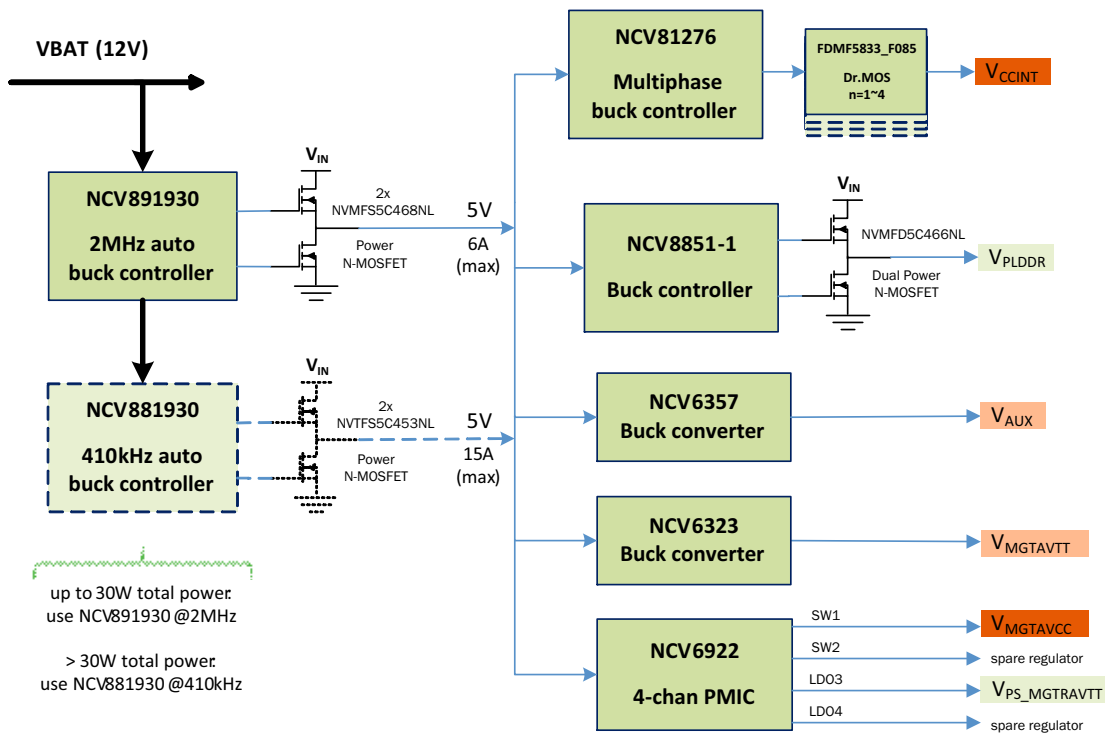 VBAT (12V)
NCV891930
2MHz auto
buck controller
VIN
2x
NVMFS5C468NL
Power
N-MOSFET
5V
6A
(max)
NCV881930
410kHz auto
buck controller
VIN
2x
NVTFS5C453NL
Power
N-MOSFET
5V
15A
(max)
up to 30W total power:
use NCV891930 @2MHz
> 30W total power:
use NCV881930 @410kHz
NCV81276
Multiphase
buck controller
FDMF5833_F085
Dr.MOS
n=1~4
VCCINT
NCV8851-1
Buck controller
VIN
NVMFD5C466NL
Dual Power
N-MOSFET
VPLDDR
NCV6357
Buck converter
VAUX
NCV6323
Buck converter
VMGTAVTT
NCV6922
4-chan PMIC
SW1
VMGTAVCC
SW2
spare regulator
LDO3
VPS_MGTRAVTT
LDO4
spare regulator